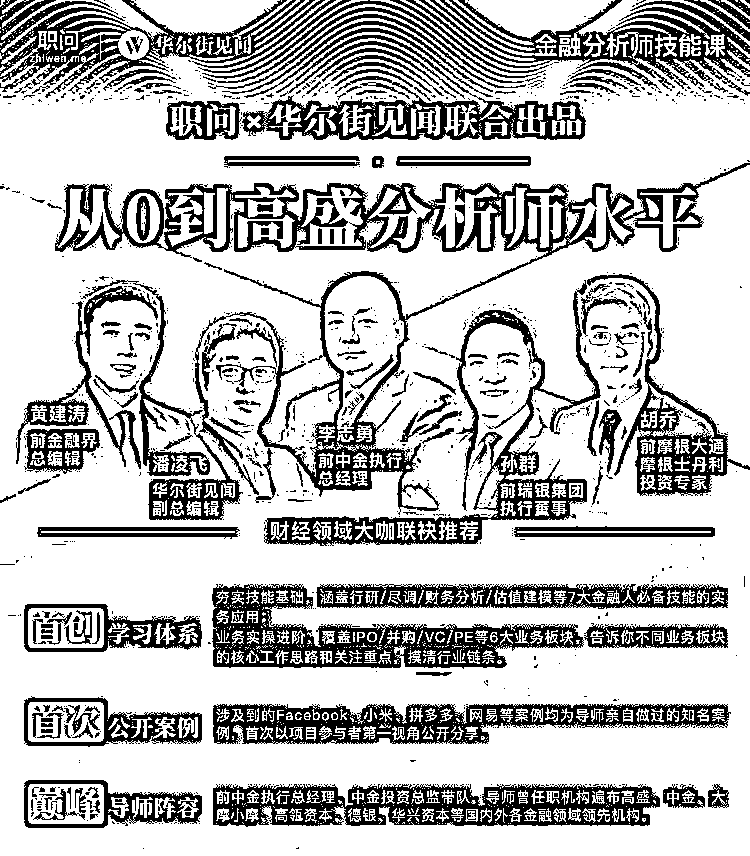 职问
zhiwen.me
W 华尔街见闻
金融分析师技能课
职问×华尔街见闻联合出品
从0到高盛分析师水平
黄建涛
前金融界
总编辑
潘凌飞
华尔街见闻
副总编辑
李志勇
前中金执行
总经理
孙群
前瑞银集团
执行董事
胡乔
前摩根大通
摩根士丹利
投资专家
财经领域大咖联袂推荐
首创学习体系
夯实技能基础，涵盖行研/尽调/财务分析/估值建模等7大金融人必备技能的实
务应用；
业务实操进阶，覆盖IPO/并购/VC/PE等6大业务板块，告诉你不同业务板块
的核心工作思路和关注重点，摸清行业链条。
首次公开案例
涉及到的Facebook、小米、拼多多、网易等案例均为导师亲自做过的知名案
例，首次以项目参与者第一视角公开分享。
巅峰导师阵容
前中金执行总经理、中金投资总监带队，导师曾任职机构遍布高盛、中金、大
摩小摩、高瓴资本、德银、华兴资本等国内外各金融领域领先机构。